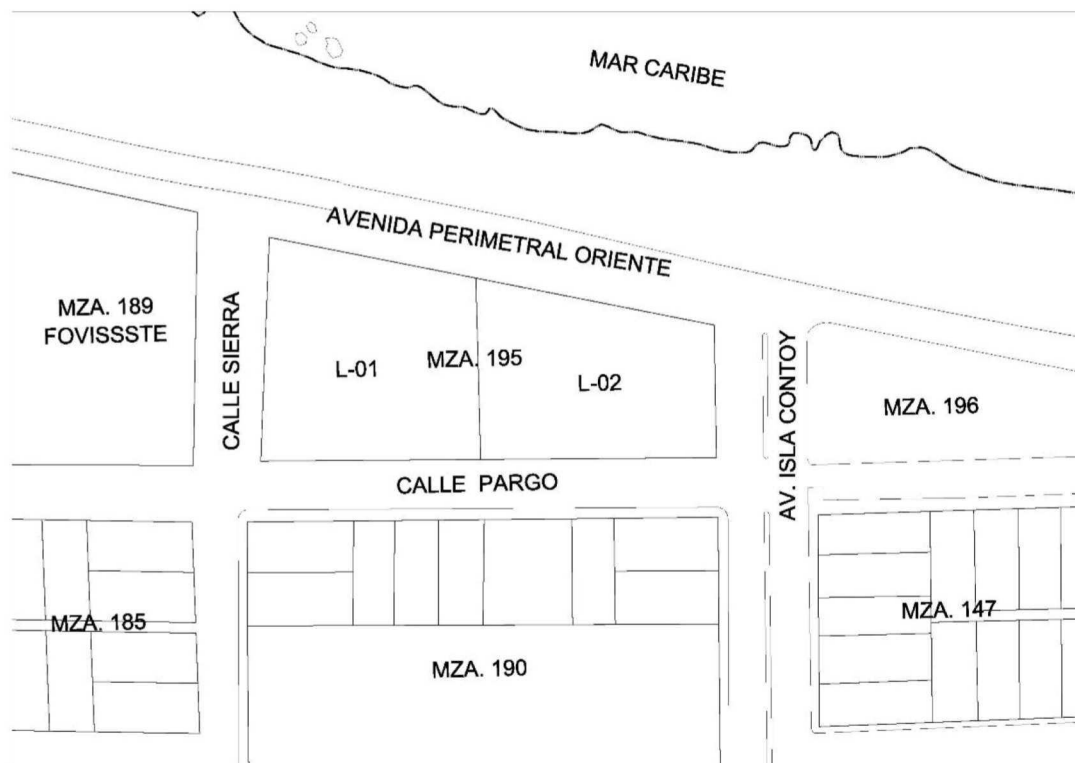 MAR CARIBE
AVENIDA PERIMETRAL ORIENTE
MZA. 189
FOVISSSTE
CALLE SIERRA
L-01
MZA. 195
L-02
AV. ISLA CONTOY
MZA. 196
CALLE PARGO
MZA. 185
MZA. 190
MZA. 147